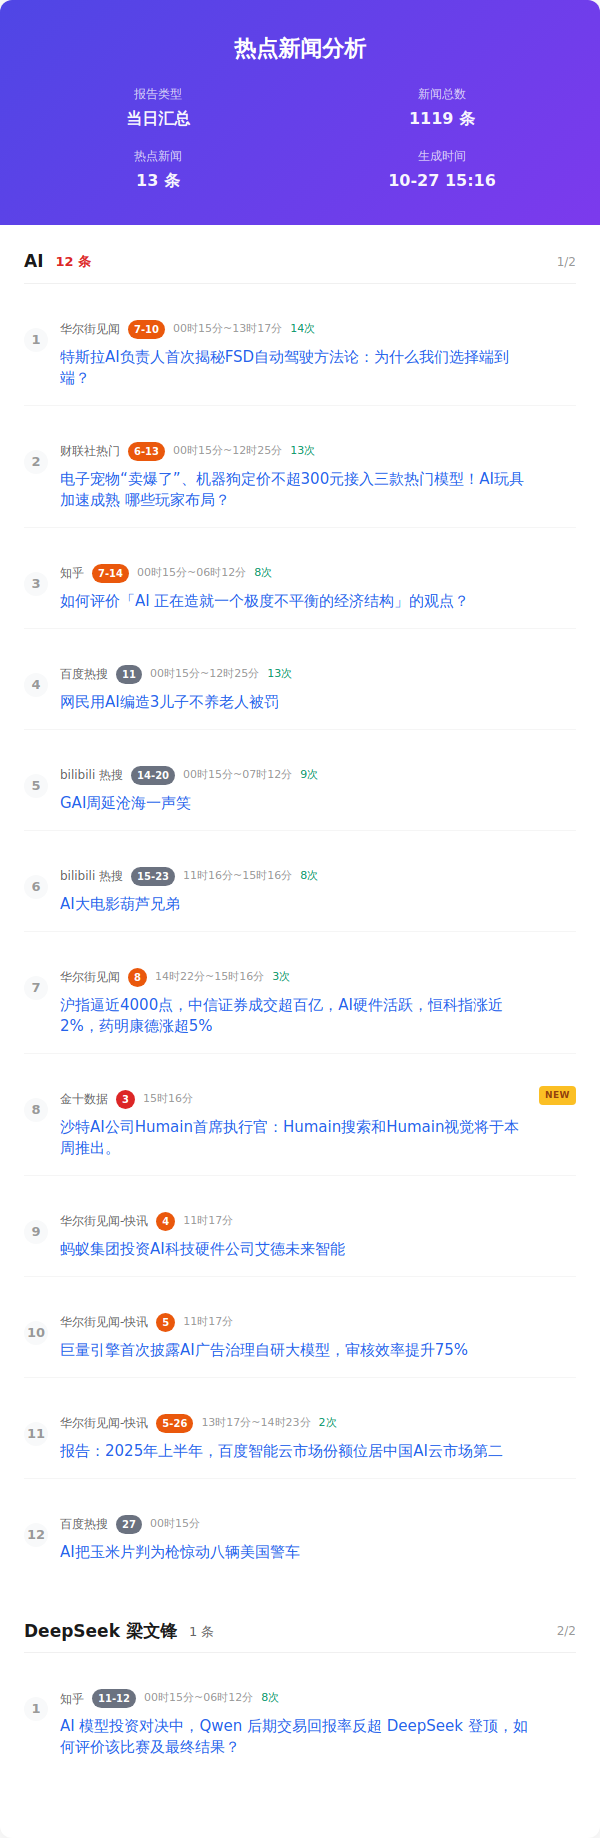 热点新闻分析
报告类型
新闻总数
当日汇总
1119 条
热点新闻
生成时间
13 条
10-27 15:16
AI 12 条 1/2
1
华尔街见闻 7-10 00时15分~13时17分 14次
特斯拉AI负责人首次揭秘FSD自动驾驶方法论：为什么我们选择端到
端？
2
财联社热门 6-13 00时15分~12时25分 13次
电子宠物“卖爆了”、机器狗定价不超300元接入三款热门模型！AI玩具
加速成熟 哪些玩家布局？
3
知乎 7-14 00时15分~06时12分 8次
如何评价「AI 正在造就一个极度不平衡的经济结构」的观点？
4
百度热搜 11 00时15分~12时25分 13次
网民用AI编造3儿子不养老人被罚
5
bilibili 热搜 14-20 00时15分~07时12分 9次
GAI周延沧海一声笑
6
bilibili 热搜 15-23 11时16分~15时16分 8次
AI大电影葫芦兄弟
7
华尔街见闻 8 14时22分~15时16分 3次
沪指逼近4000点，中信证券成交超百亿，AI硬件活跃，恒科指涨近
2%，药明康德涨超5%
8
金十数据 3 15时16分 NEW
沙特AI公司Humain首席执行官：Humain搜索和Humain视觉将于本
周推出。
9
华尔街见闻-快讯 4 11时17分
蚂蚁集团投资AI科技硬件公司艾德未来智能
10
华尔街见闻-快讯 5 11时17分
巨量引擎首次披露AI广告治理自研大模型，审核效率提升75%
11
华尔街见闻-快讯 5-26 13时17分~14时23分 2次
报告：2025年上半年，百度智能云市场份额位居中国AI云市场第二
12
百度热搜 27 00时15分
AI把玉米片判为枪惊动八辆美国警车
DeepSeek 梁文锋 1 条 2/2
1
知乎 11-12 00时15分~06时12分 8次
AI 模型投资对决中，Qwen 后期交易回报率反超 DeepSeek 登顶，如
何评价该比赛及最终结果？